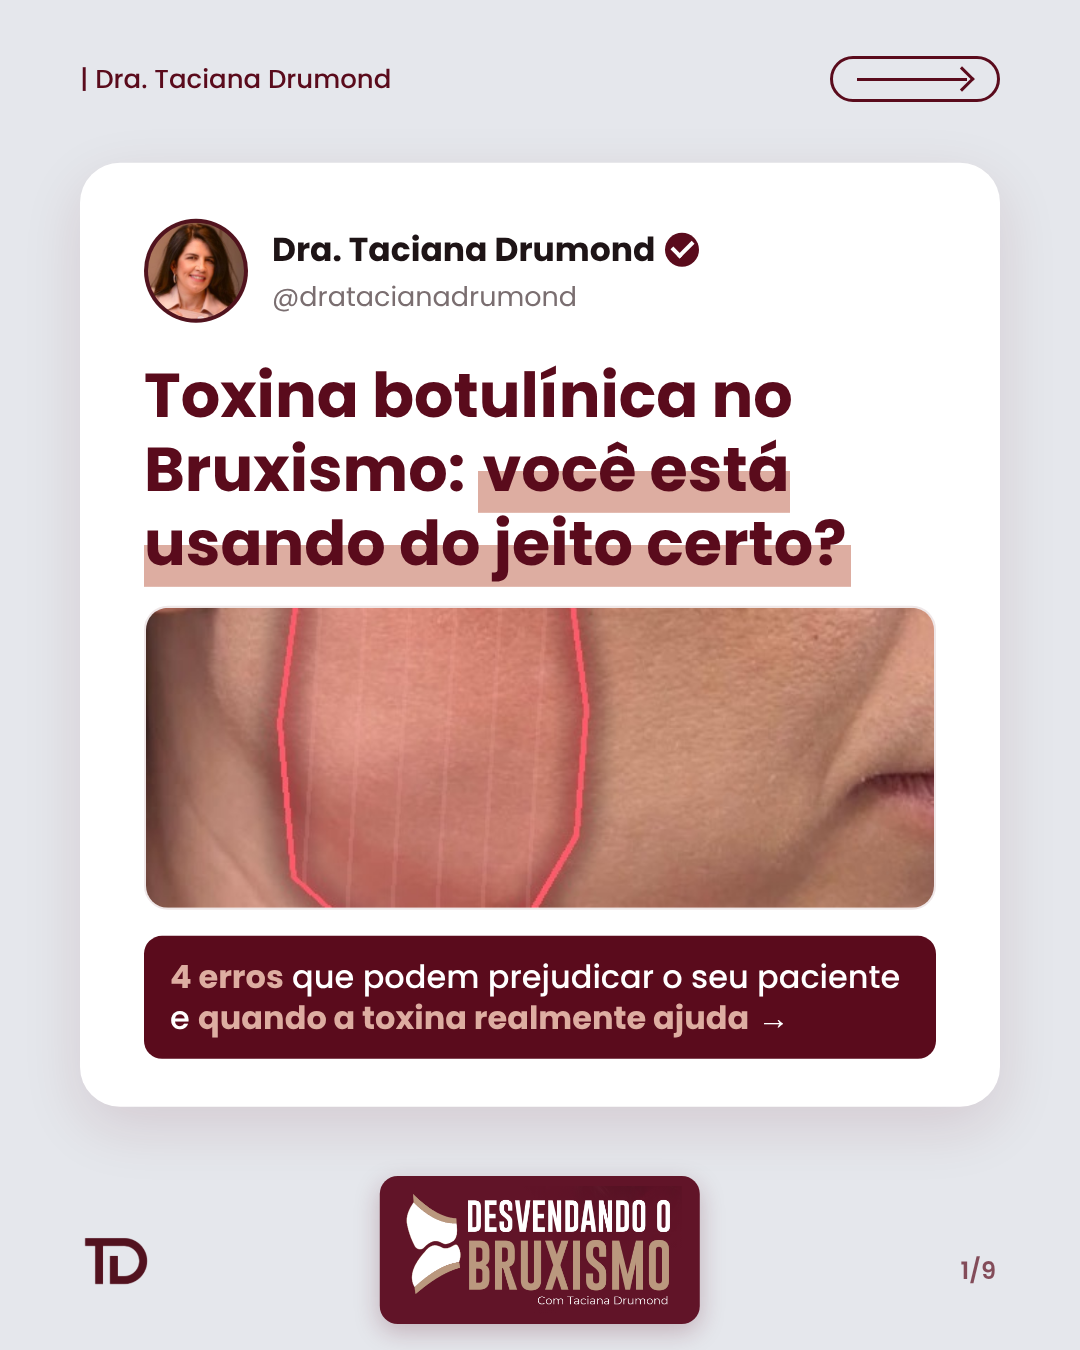 | Dra. Taciana Drumond
Dra. Taciana Drumond
@dratacianadrumond
Toxina botulínica no
Bruxismo: você está
usando do jeito certo?
4 erros que podem prejudicar o seu paciente
e quando a toxina realmente ajuda →
TD
DESVENDANDO O
BRUXISMO
Com Taciana Drumond
1/9